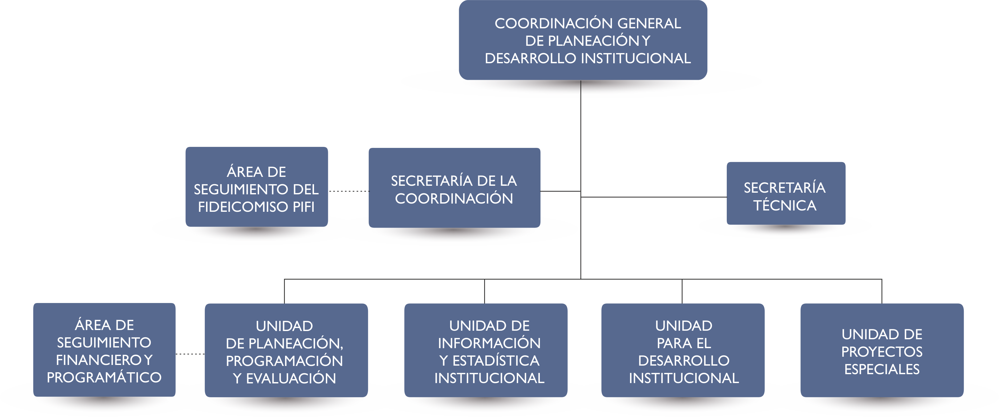 COORDINACIÓN GENERAL
DE PLANEACIÓN Y
DESARROLLO INSTITUCIONAL
ÁREA DE
SEGUIMIENTO DEL
FIDEICOMISO PIFI
SECRETARÍA DE LA
COORDINACIÓN
SECRETARÍA
TÉCNICA
ÁREA DE
SEGUIMIENTO
FINANCIERO Y
PROGRAMÁTICO
UNIDAD
DE PLANEACIÓN,
PROGRAMACIÓN
Y EVALUACIÓN
UNIDAD DE
INFORMACIÓN
Y ESTADÍSTICA
INSTITUCIONAL
UNIDAD
PARA EL
DESARROLLO
INSTITUCIONAL
UNIDAD DE
PROYECTOS
ESPECIALES